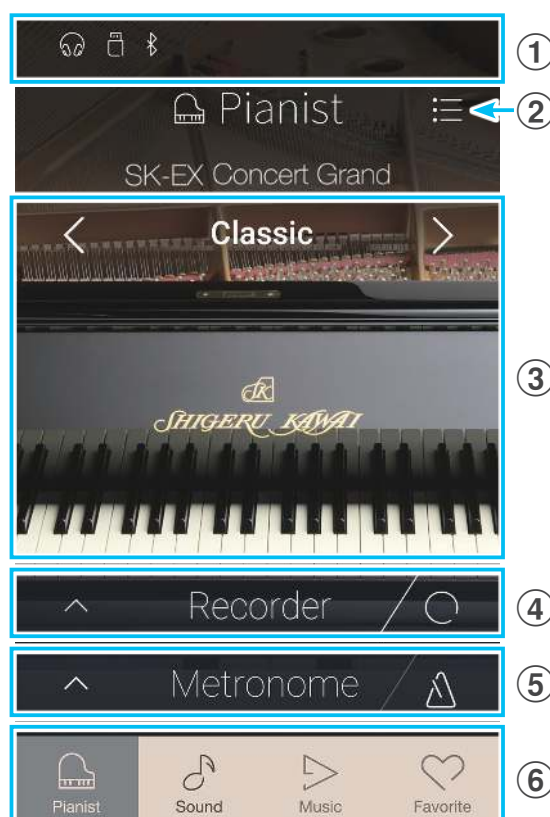 ①
Pianist
②
SK-EX Concert Grand
Classic
③
SK
SHIGERU KAWAI
Recorder
④
Metronome
⑤
Pianist Sound Music Favorite
⑥